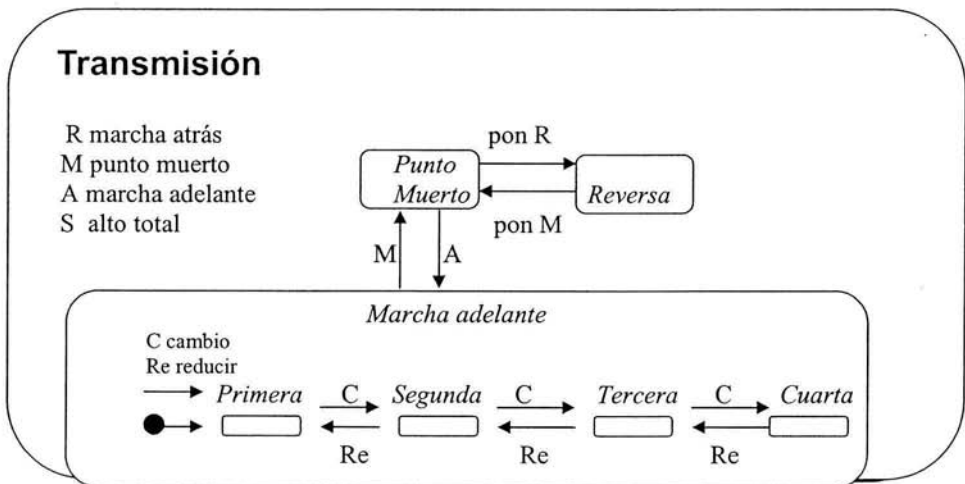 Transmisión
R marcha atrás
M punto muerto
A marcha adelante
S alto total
pon R
Punto
Muerto
Reversa
pon M
M
A
Marcha adelante
C cambio
Re reducir
Primera
C
Segunda
C
Tercera
C
Cuarta
Re
Re
Re